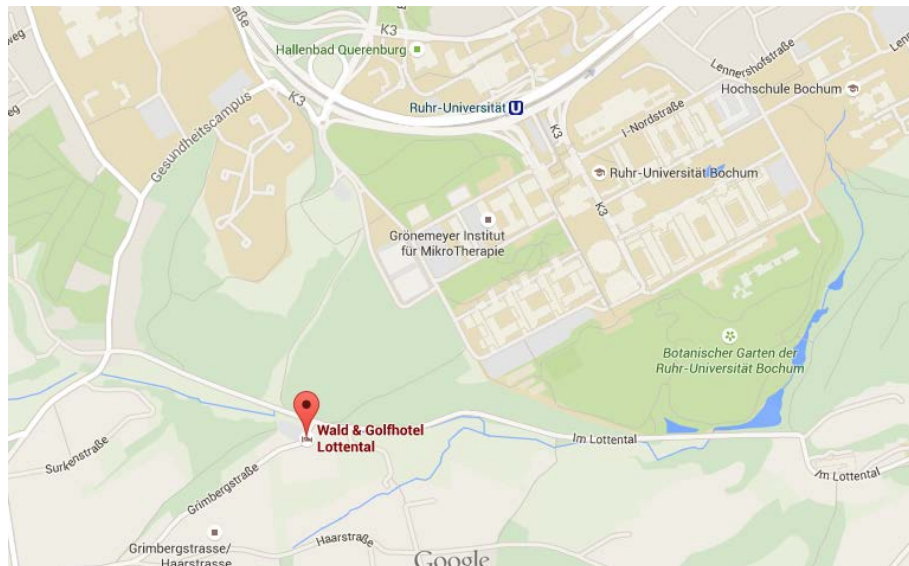 K3
Hallenbad Querenburg
Lennershofstraße
Hochschule Bochum
Ruhr-Universität U
K3
K3
I-Nordstraße
Gesundheitscampus
Ruhr-Universität Bochum
K3
Grönemeyer Institut
für MikroTherapie
Botanischer Garten der
Ruhr-Universität Bochum
Wald & Golfhotel
Lottental
Im Lottental
Surkenstraße
Im Lottental
Grimbergstraße
Grimbergstrasse/
Haarstrasse
Haarstraße
Google